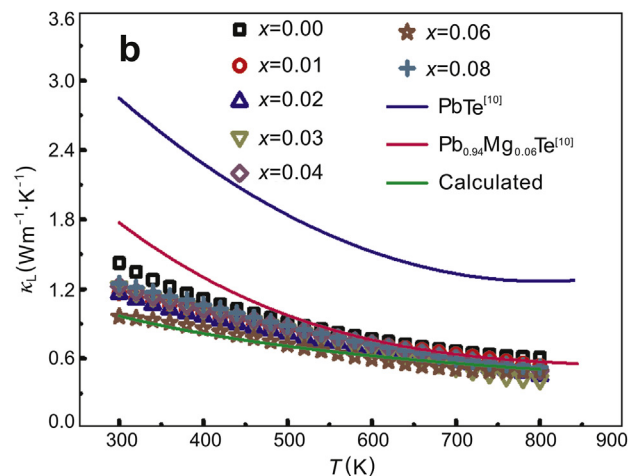 b
x=0.00
x=0.01
x=0.02
x=0.03
x=0.04
x=0.06
x=0.08
PbTe[10]
Pb0.94Mg0.06Te[10]
Calculated
κL(Wm⁻¹·K⁻¹)
3.6
3.0
2.4
1.8
1.2
0.6
0.0
300 400 500 600 700 800 900
T(K)